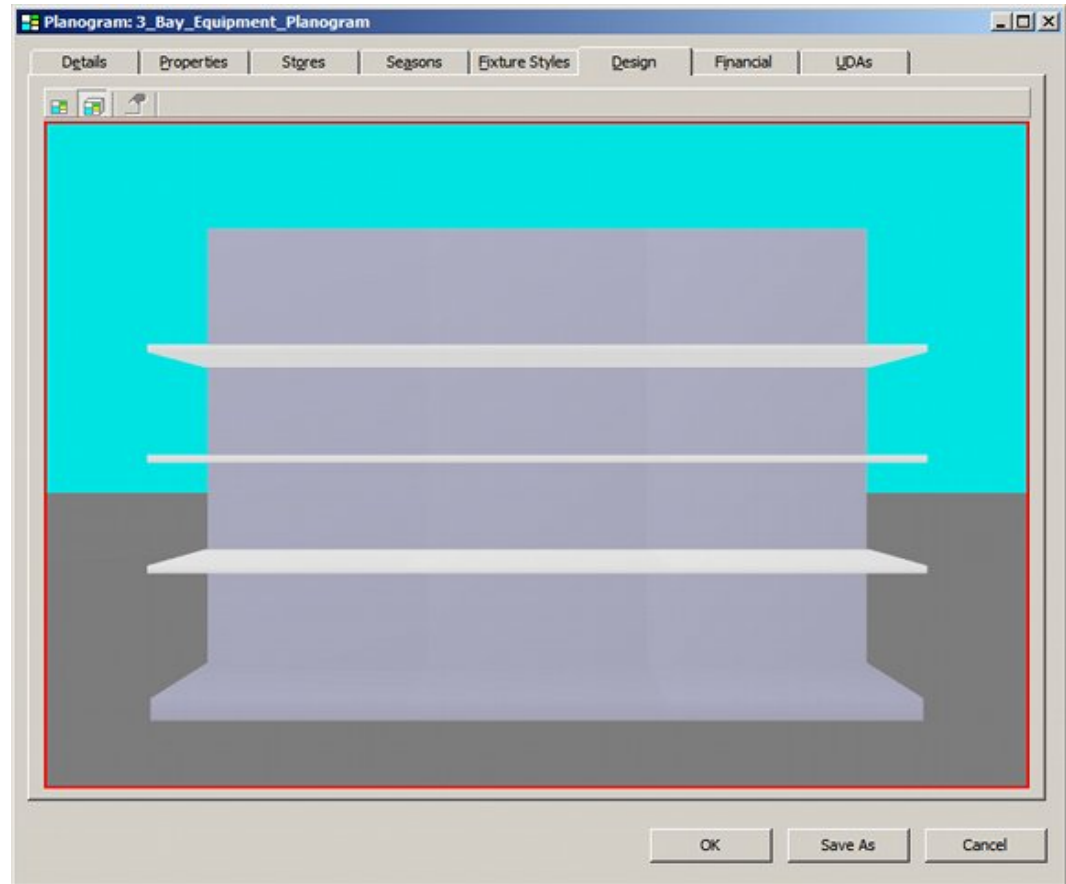 Planogram: 3_Bay_Equipment_Planogram
Details Properties Stores Seasons Fixture Styles Design Financial UDAs
OK Save As Cancel